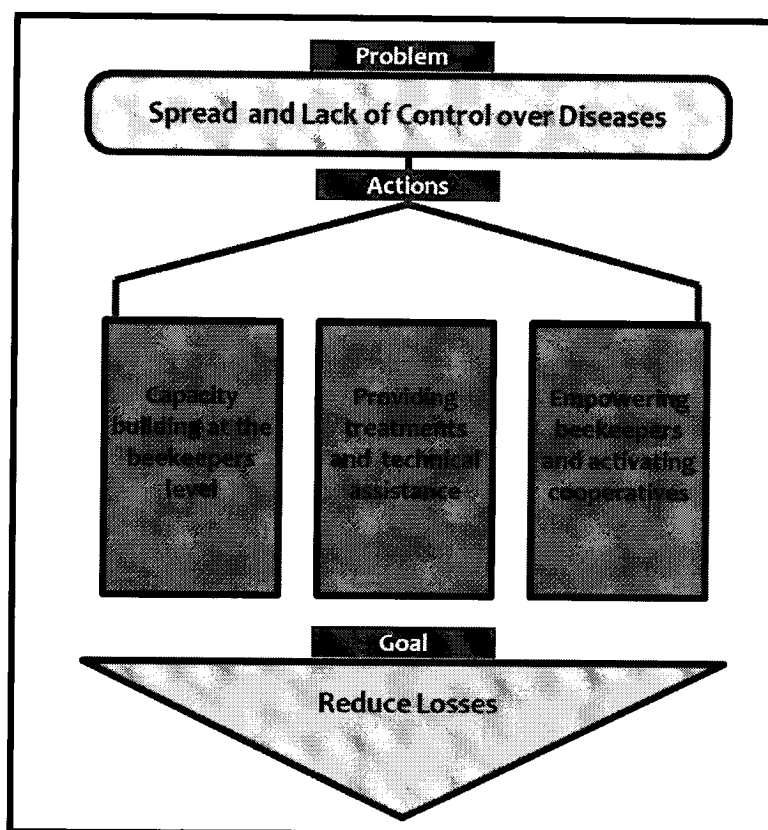 Problem
Spread and Lack of Control over Diseases
Actions
Capacity
building at the
beekeepers
level
Providing
treatments
and technical
assistance
Empowering
beekeepers
and activating
cooperatives
Goal
Reduce Losses